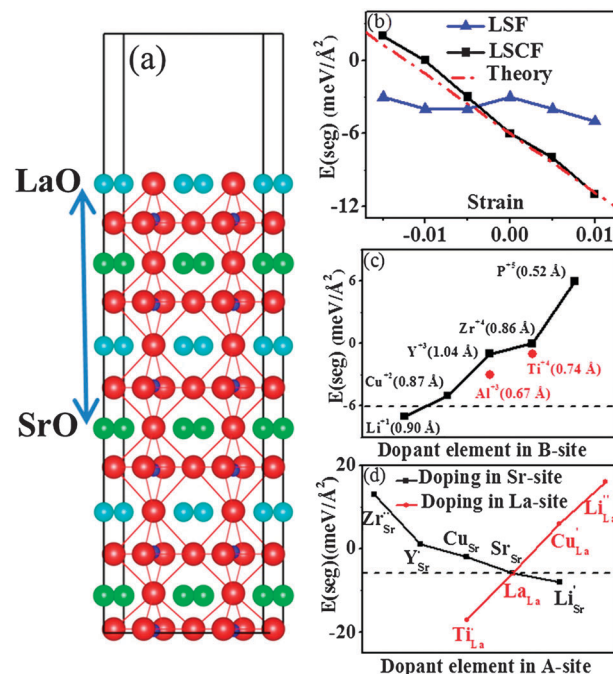 (a)
LaO
SrO
(b)
LSF
LSCF
Theory
E(seg) (meV/Å²)
0
-6
-12
Strain
-0.01 0.00 0.01
(c)
E(seg) (meV/Å²)
6
0
-6
P⁺⁵(0.52 Å)
Zr⁺⁴(0.86 Å)
Y⁺³(1.04 Å)
Ti⁺⁴(0.74 Å)
Cu⁺²(0.87 Å)
Al⁺³(0.67 Å)
Li⁺¹(0.90 Å)
Dopant element in B-site
(d)
E(seg)((meV/Å²)
20
0
-20
Doping in Sr-site
Doping in La-site
Zr¨Sr
Y˙Sr
CuSr
SrSr
Li'Sr
Li''La
Cu'La
LaLa
Ti˙La
Dopant element in A-site